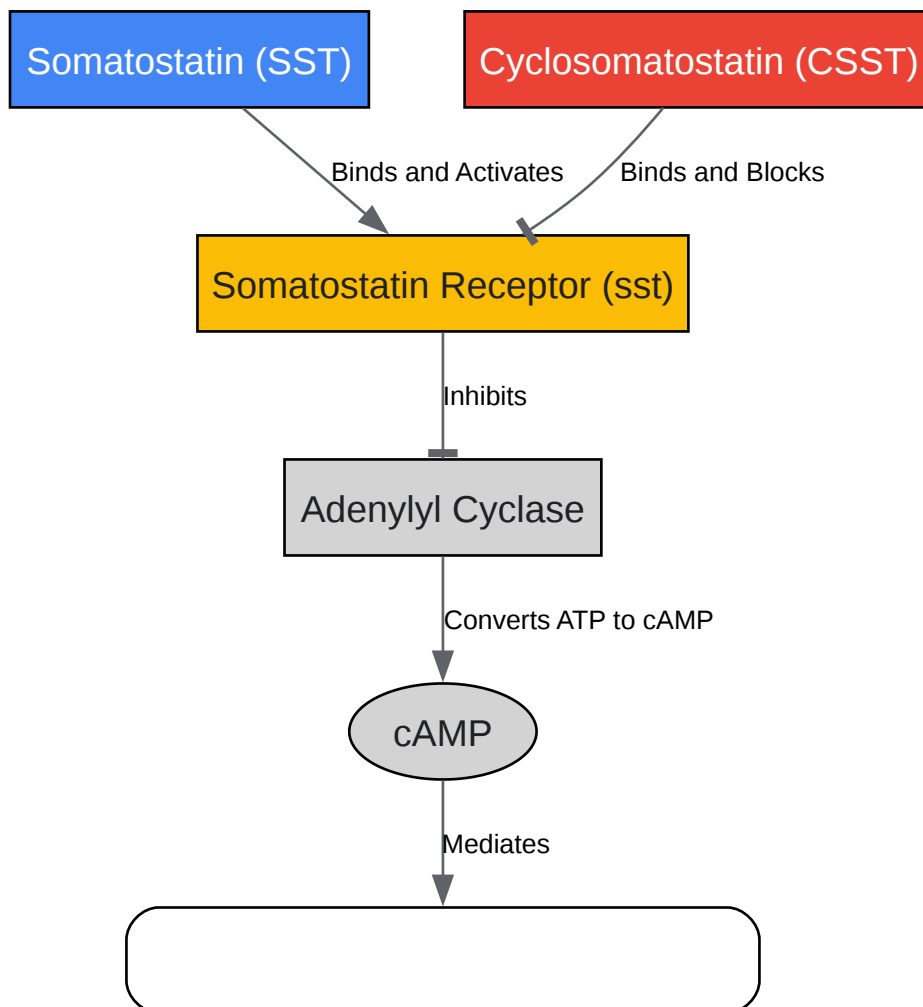 Somatostatin (SST)
Cyclosomatostatin (CSST)
Binds and Activates
Binds and Blocks
Somatostatin Receptor (sst)
Inhibits
Adenylyl Cyclase
Converts ATP to cAMP
cAMP
Mediates